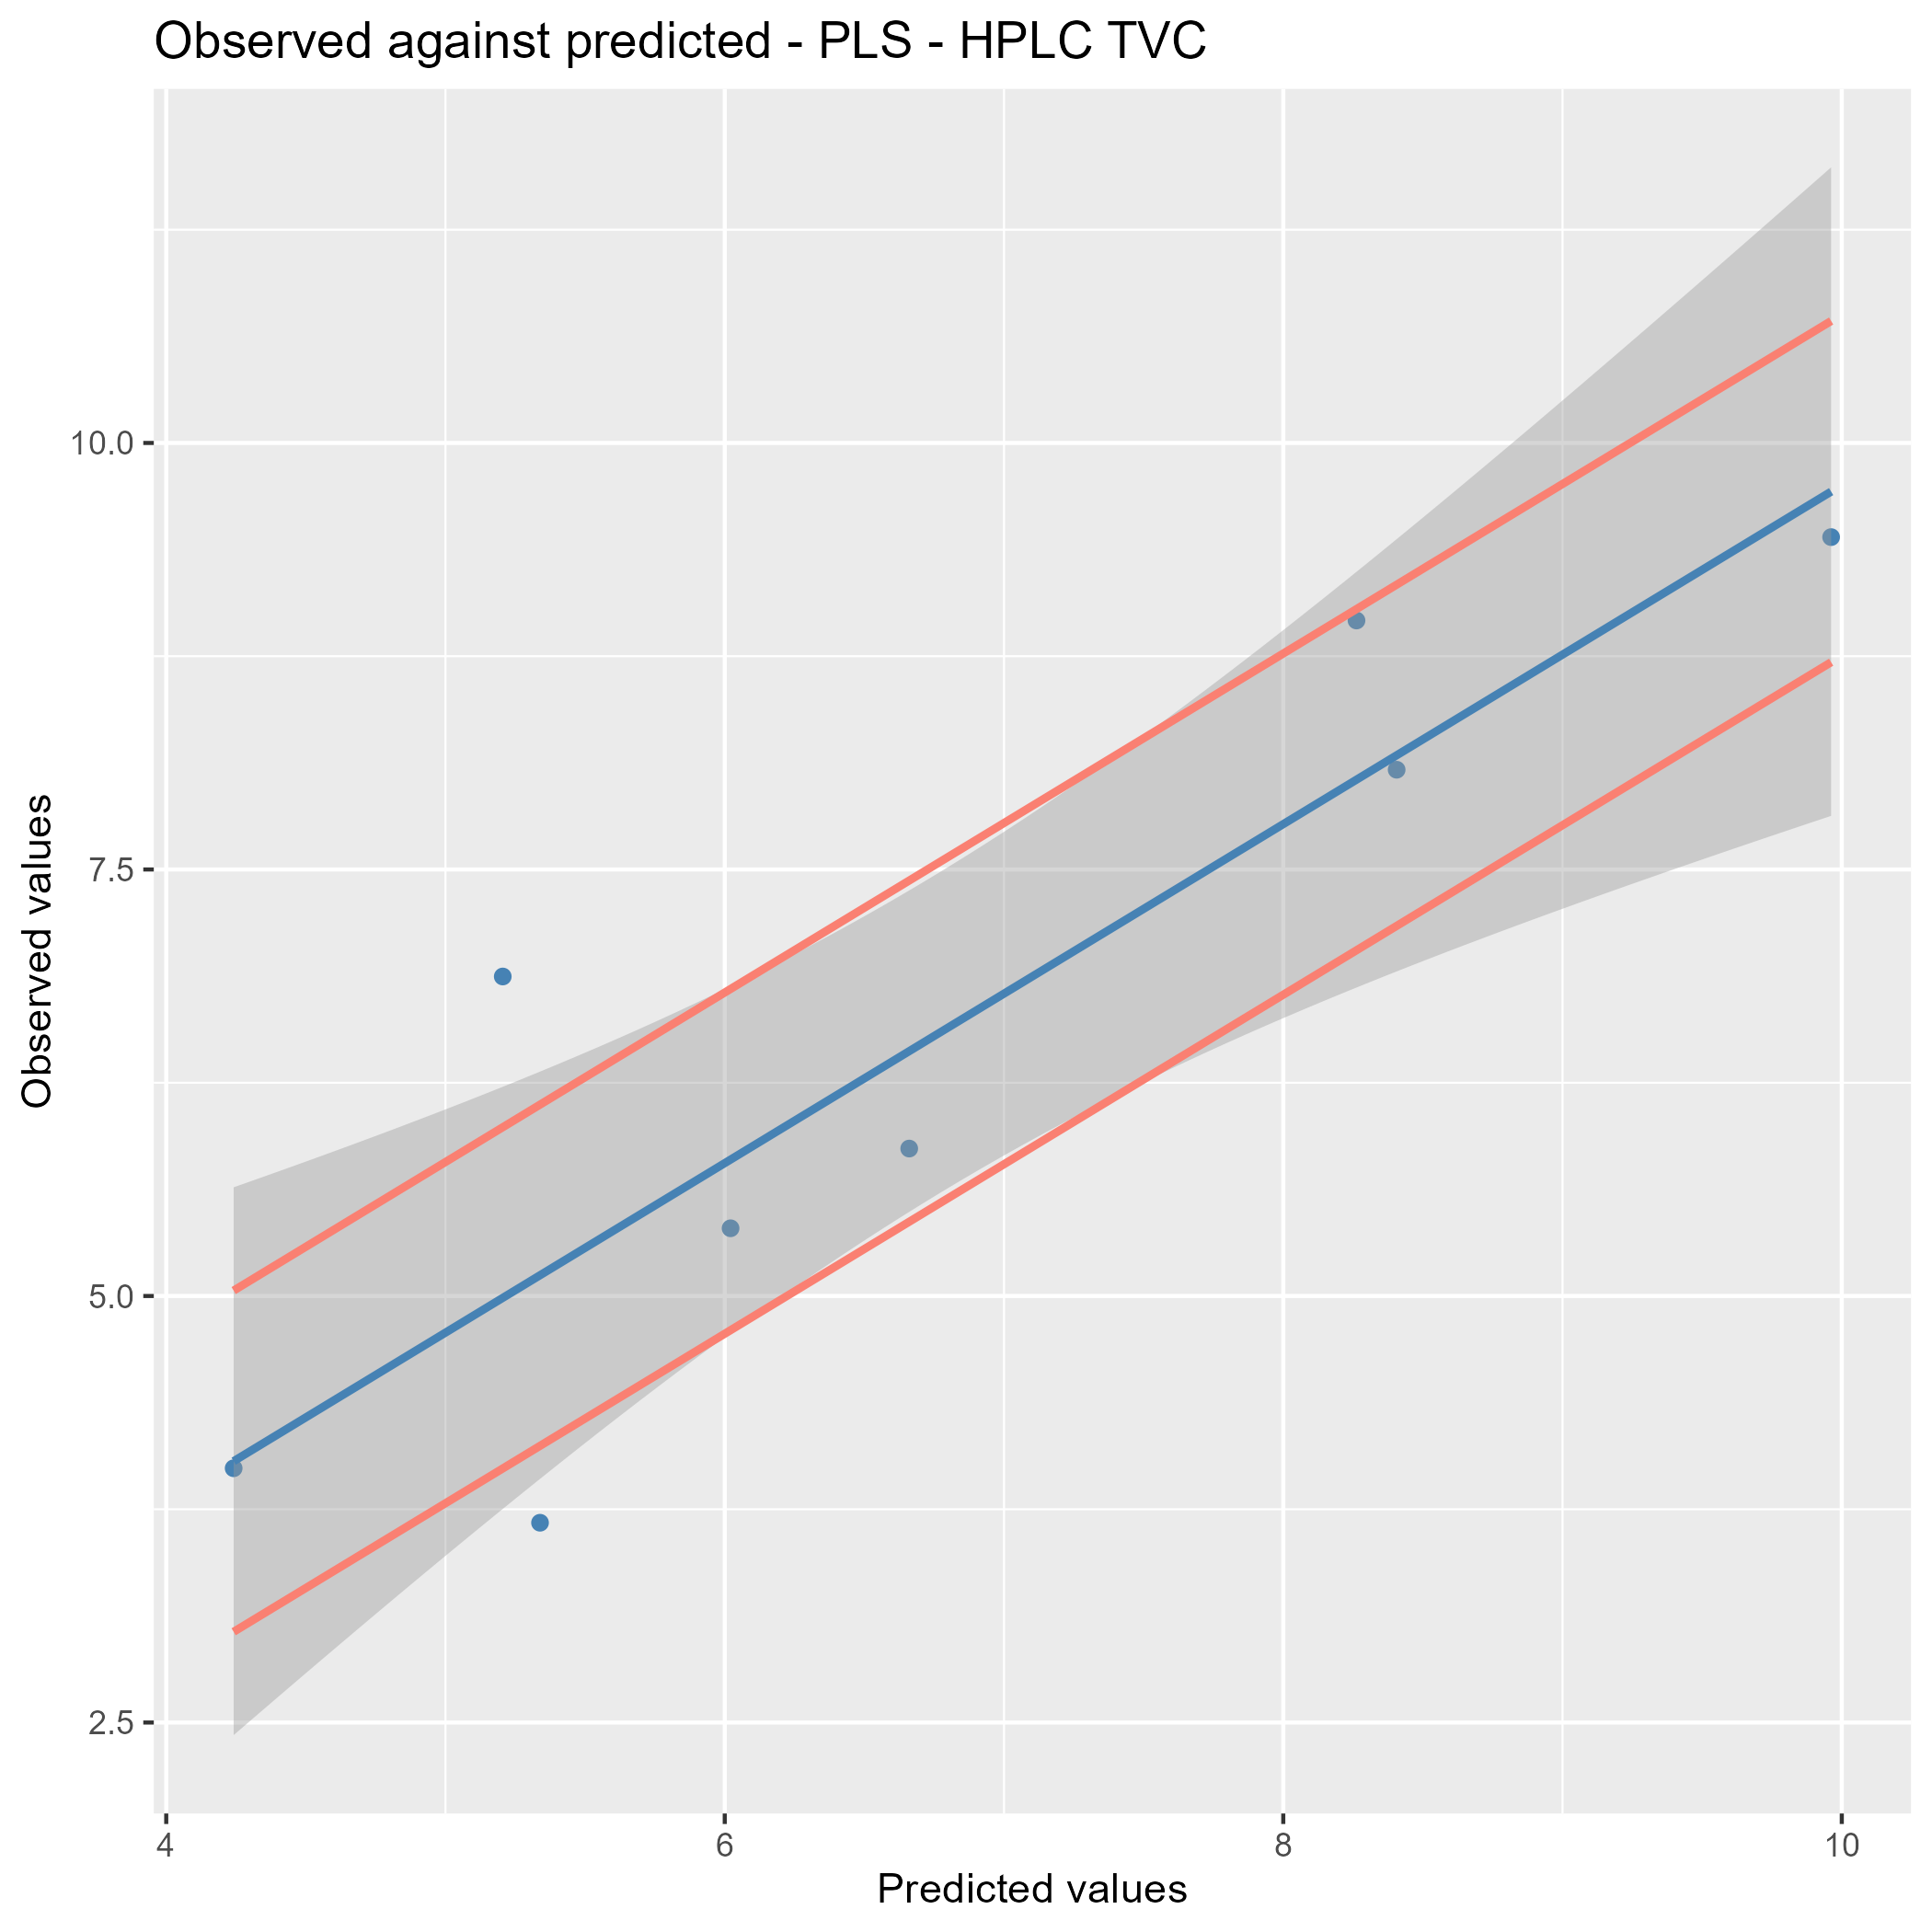 Observed against predicted - PLS - HPLC TVC
Observed values
10.0
7.5
5.0
2.5
4 6 8 10
Predicted values